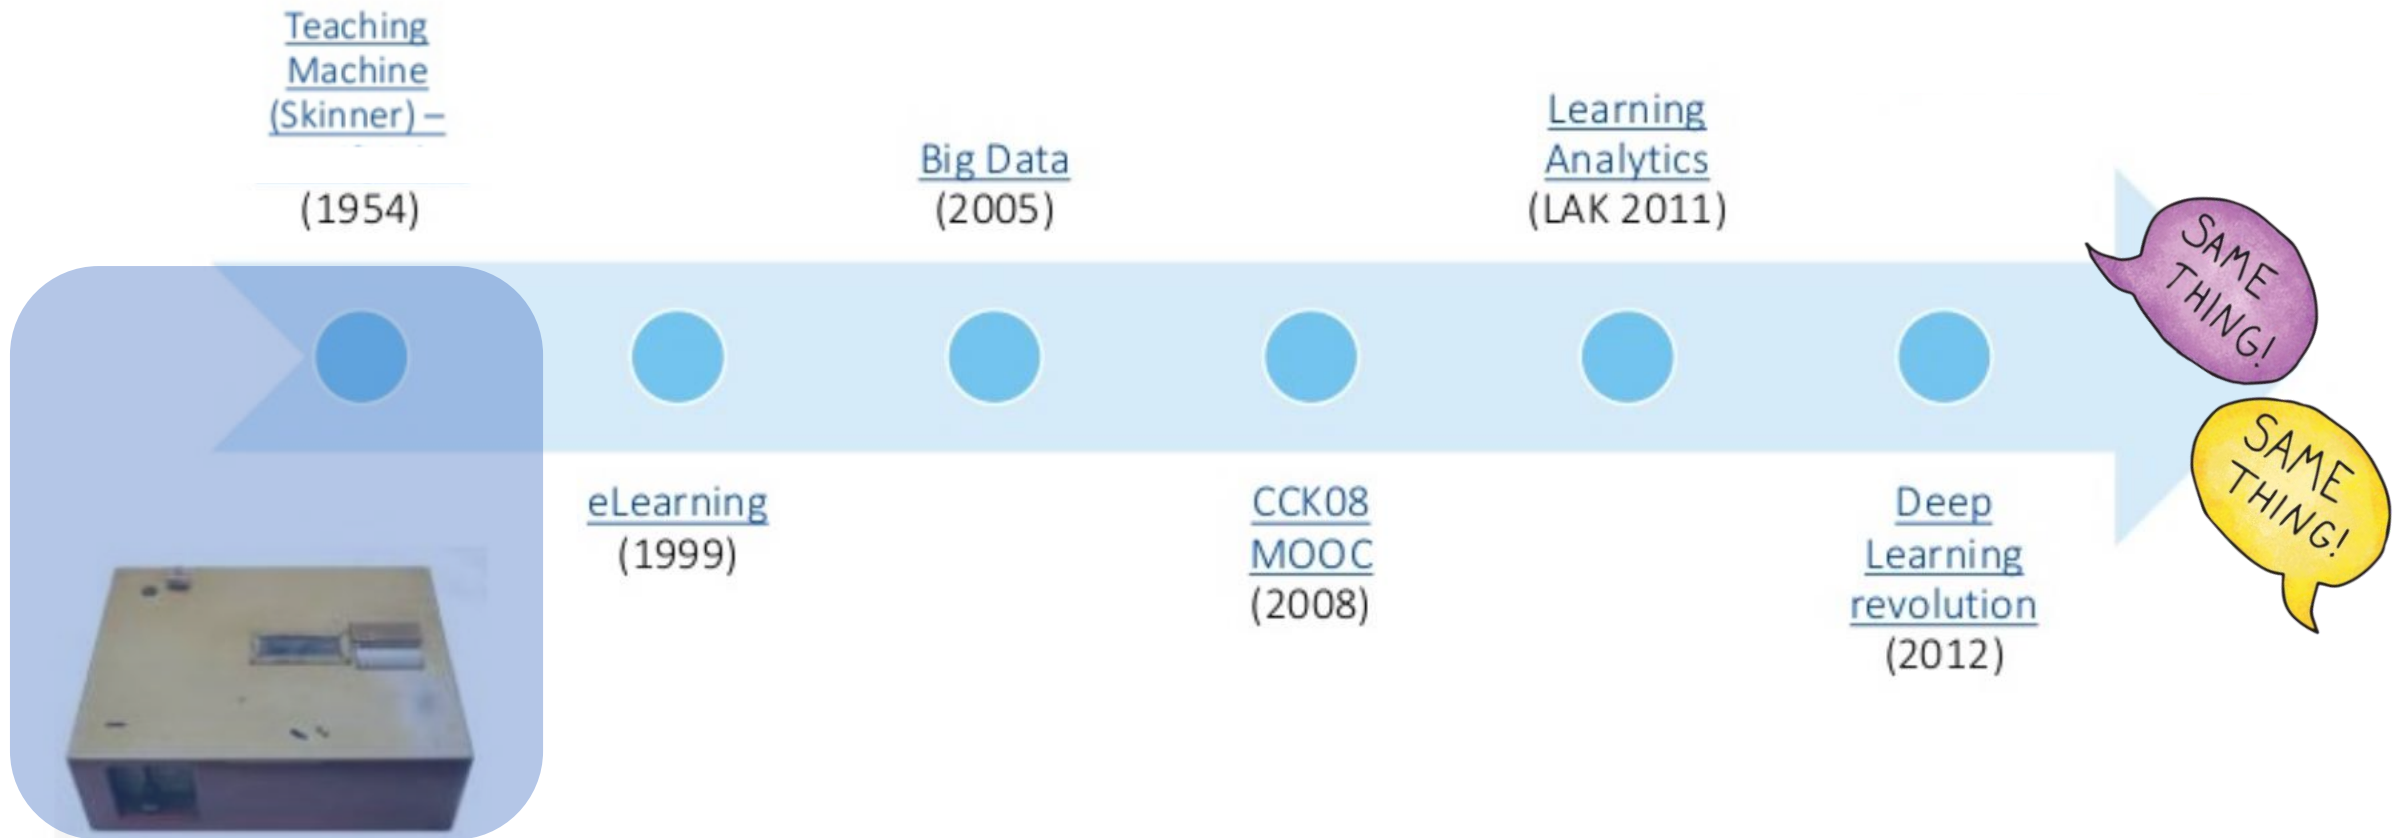 Teaching
Machine
(Skinner) –
(1954)
eLearning
(1999)
Big Data
(2005)
CCK08
MOOC
(2008)
Learning
Analytics
(LAK 2011)
Deep
Learning
revolution
(2012)
SAME
THING!
SAME
THING!